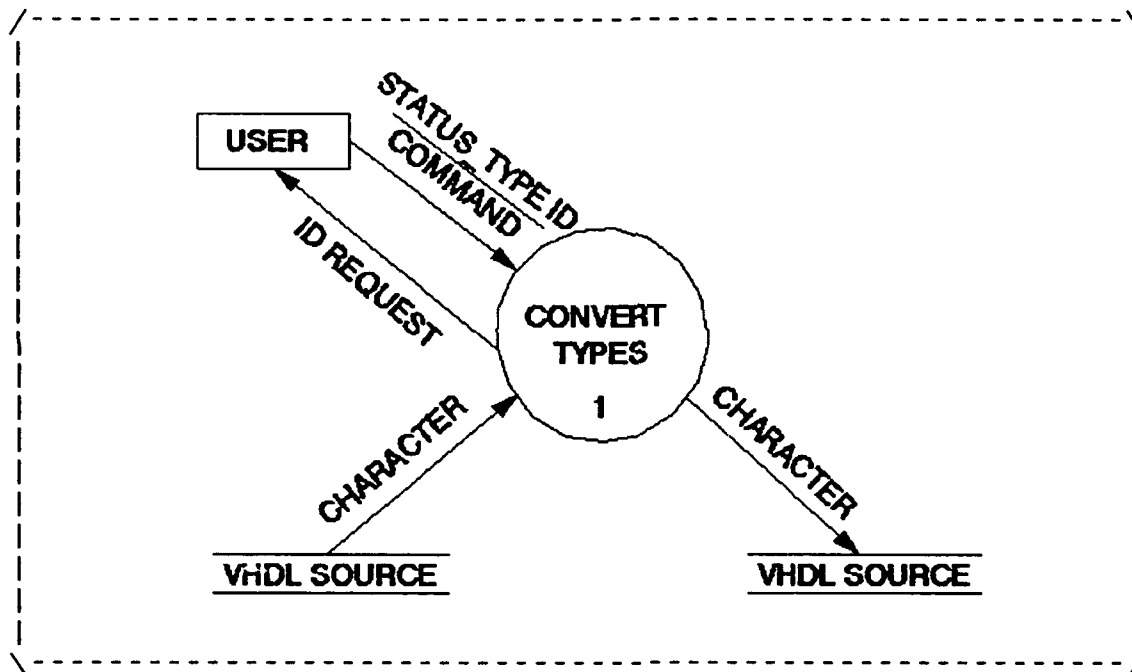 STATUS_TYPE ID
COMMAND
USER
ID REQUEST
CONVERT
TYPES
1
CHARACTER
CHARACTER
VHDL SOURCE
VHDL SOURCE